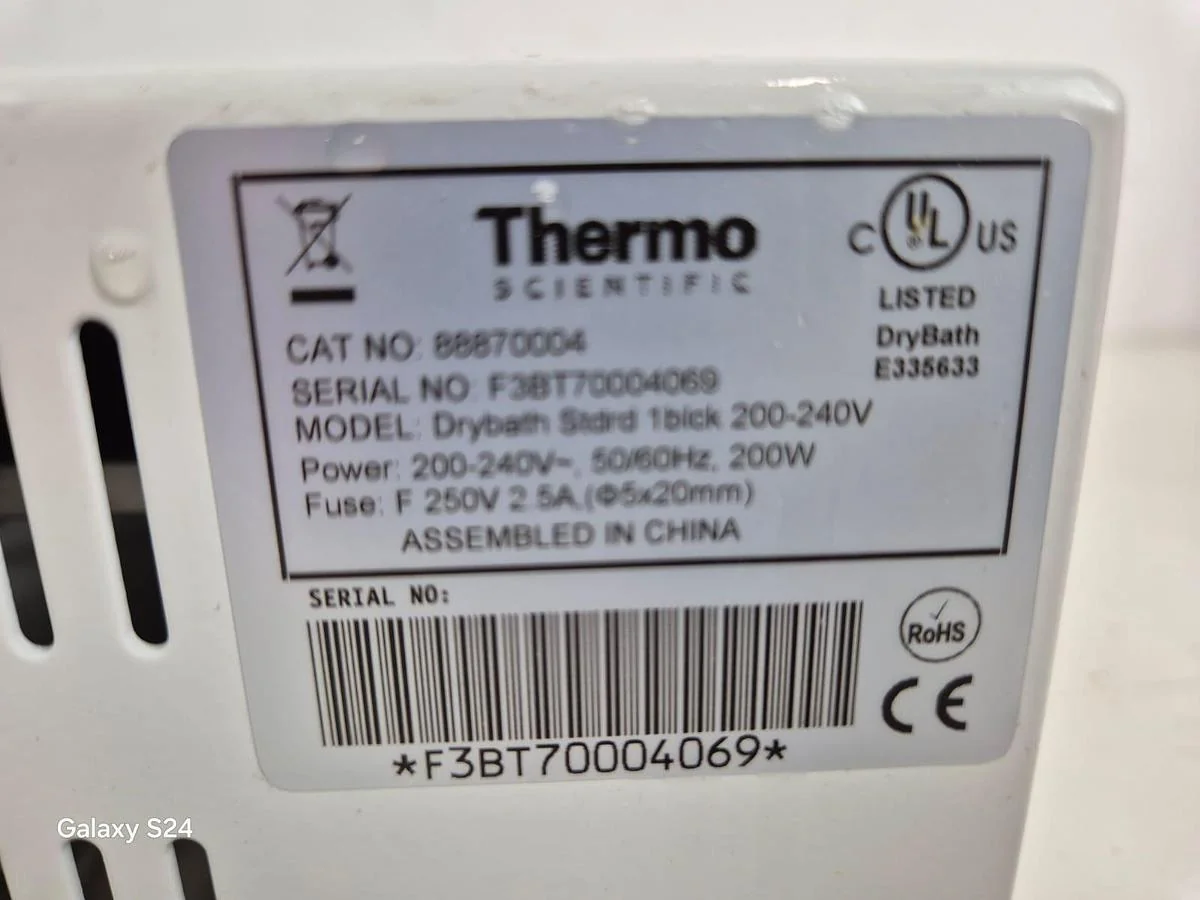 Thermo
SCIENTIFIC
C UL US
LISTED
DryBath
E335633
CAT NO: 88870004
SERIAL NO: F3BT70004069
MODEL: Drybath Stdrd 1blck 200-240V
Power: 200-240V~, 50/60Hz, 200W
Fuse: F 250V 2.5A,(Φ5x20mm)
ASSEMBLED IN CHINA
SERIAL NO:
*F3BT70004069*
RoHS
CE
Galaxy S24